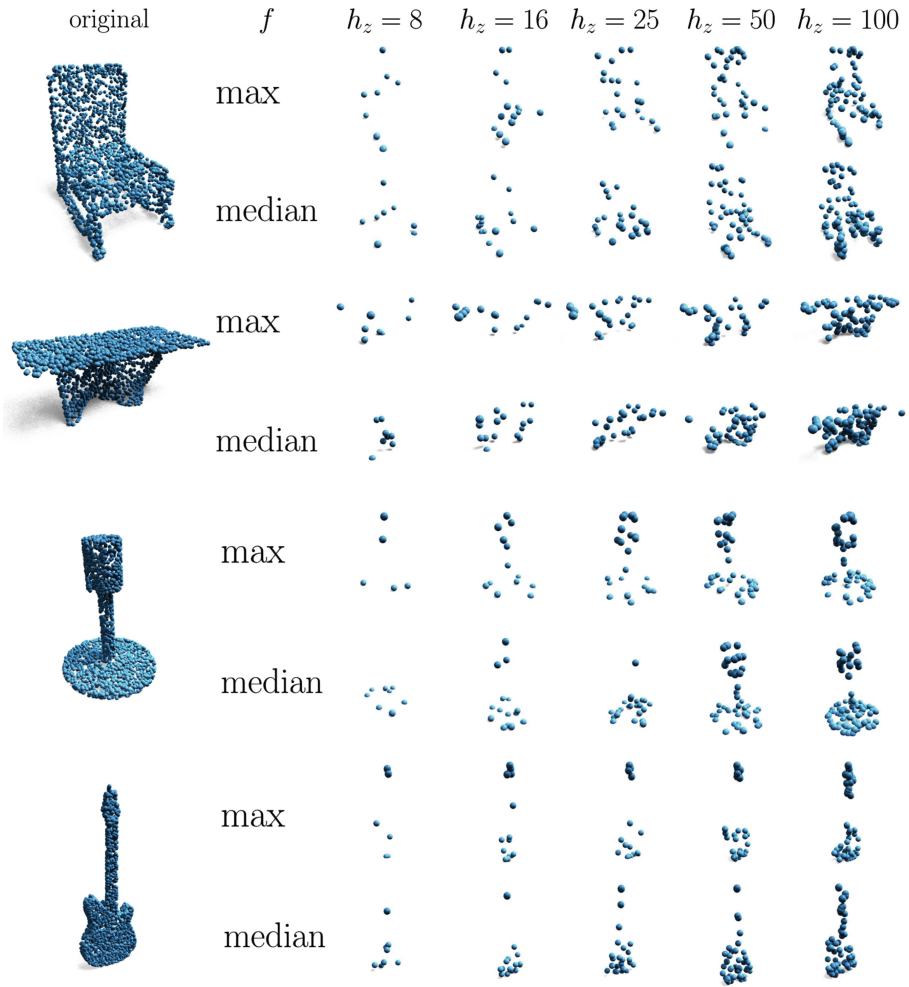 original f h_z = 8 h_z = 16 h_z = 25 h_z = 50 h_z = 100
max
median
max
median
max
median
max
median